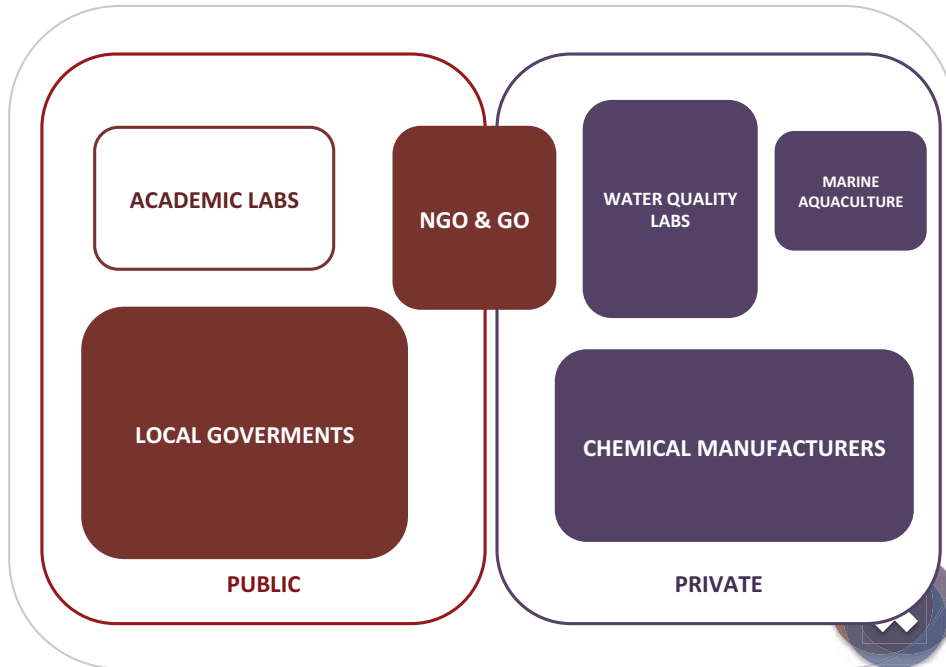 ACADEMIC LABS
NGO & GO
WATER QUALITY
LABS
MARINE
AQUACULTURE
LOCAL GOVERMENTS
CHEMICAL MANUFACTURERS
PUBLIC
PRIVATE